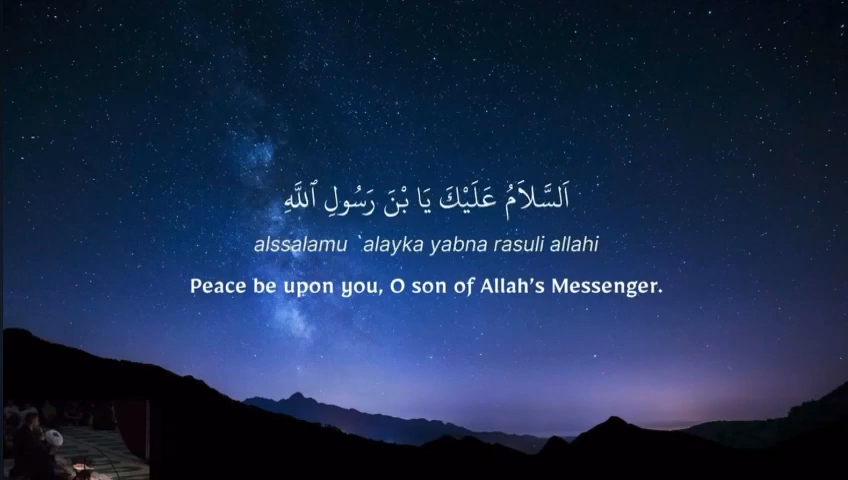 اَلسَّلاَمُ عَلَيْكَ يَا بْنَ رَسُولِ ٱللَّهِ
alssalamu `alayka yabna rasuli allahi
Peace be upon you, O son of Allah’s Messenger.